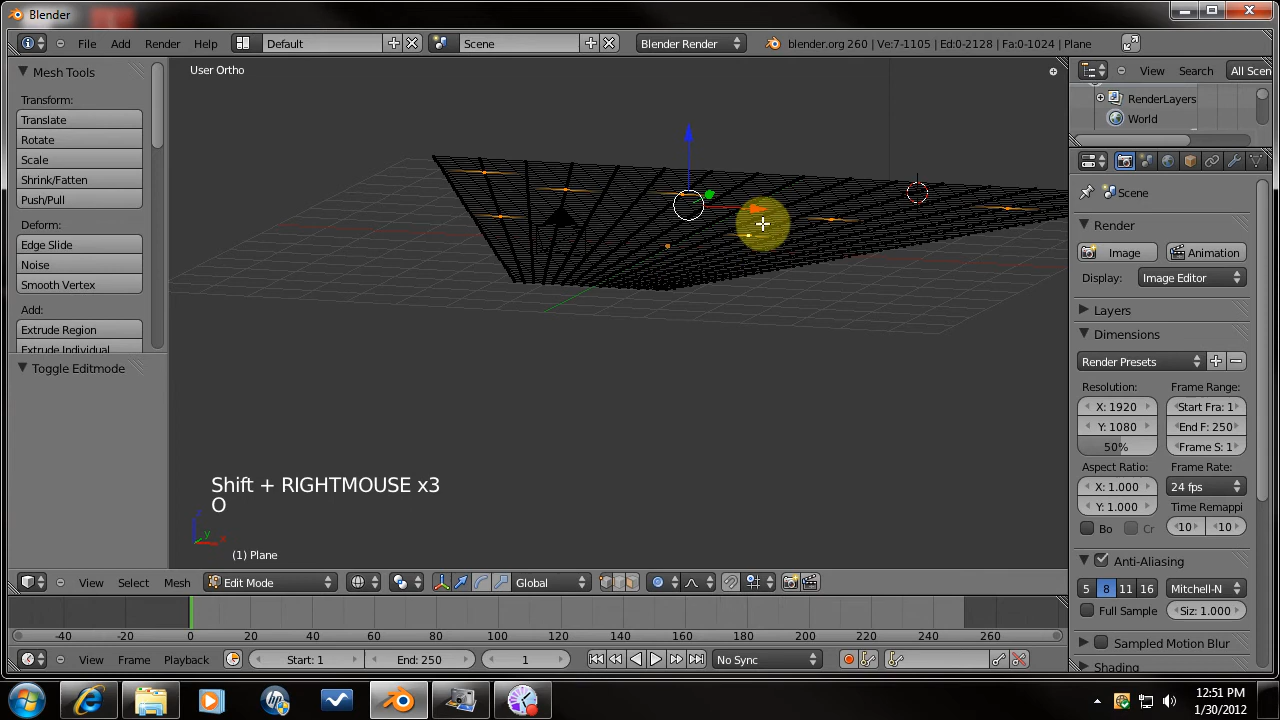 Blender
File Add Render Help Default Scene Blender Render blender.org 260 | Ve:7-1105 | Ed:0-2128 | Fa:0-1024 | Plane
Mesh Tools
Transform:
Translate
Rotate
Scale
Shrink/Fatten
Push/Pull
Deform:
Edge Slide
Noise
Smooth Vertex
Add:
Extrude Region
Extrude Individual
Toggle Editmode
User Ortho
Shift + RIGHTMOUSE x3
O
z
y
x
(1) Plane
View Search All Scen
RenderLayers
World
Scene
Render
Image Animation
Display: Image Editor
Layers
Dimensions
Render Presets
Resolution: Frame Range:
X: 1920 Start Fra: 1
Y: 1080 End F: 250
50% Frame S: 1
Aspect Ratio: Frame Rate:
X: 1.000 24 fps
Y: 1.000 Time Remappi
Bo Cr 10 10
Anti-Aliasing
5 8 11 16 Mitchell-N
Full Sample Siz: 1.000
Sampled Motion Blur
Shading
View Select Mesh Edit Mode Global
-40 -20 0 20 40 60 80 100 120 140 160 180 200 220 240 260
View Frame Playback Start: 1 End: 250 1 No Sync
12:51 PM
1/30/2012